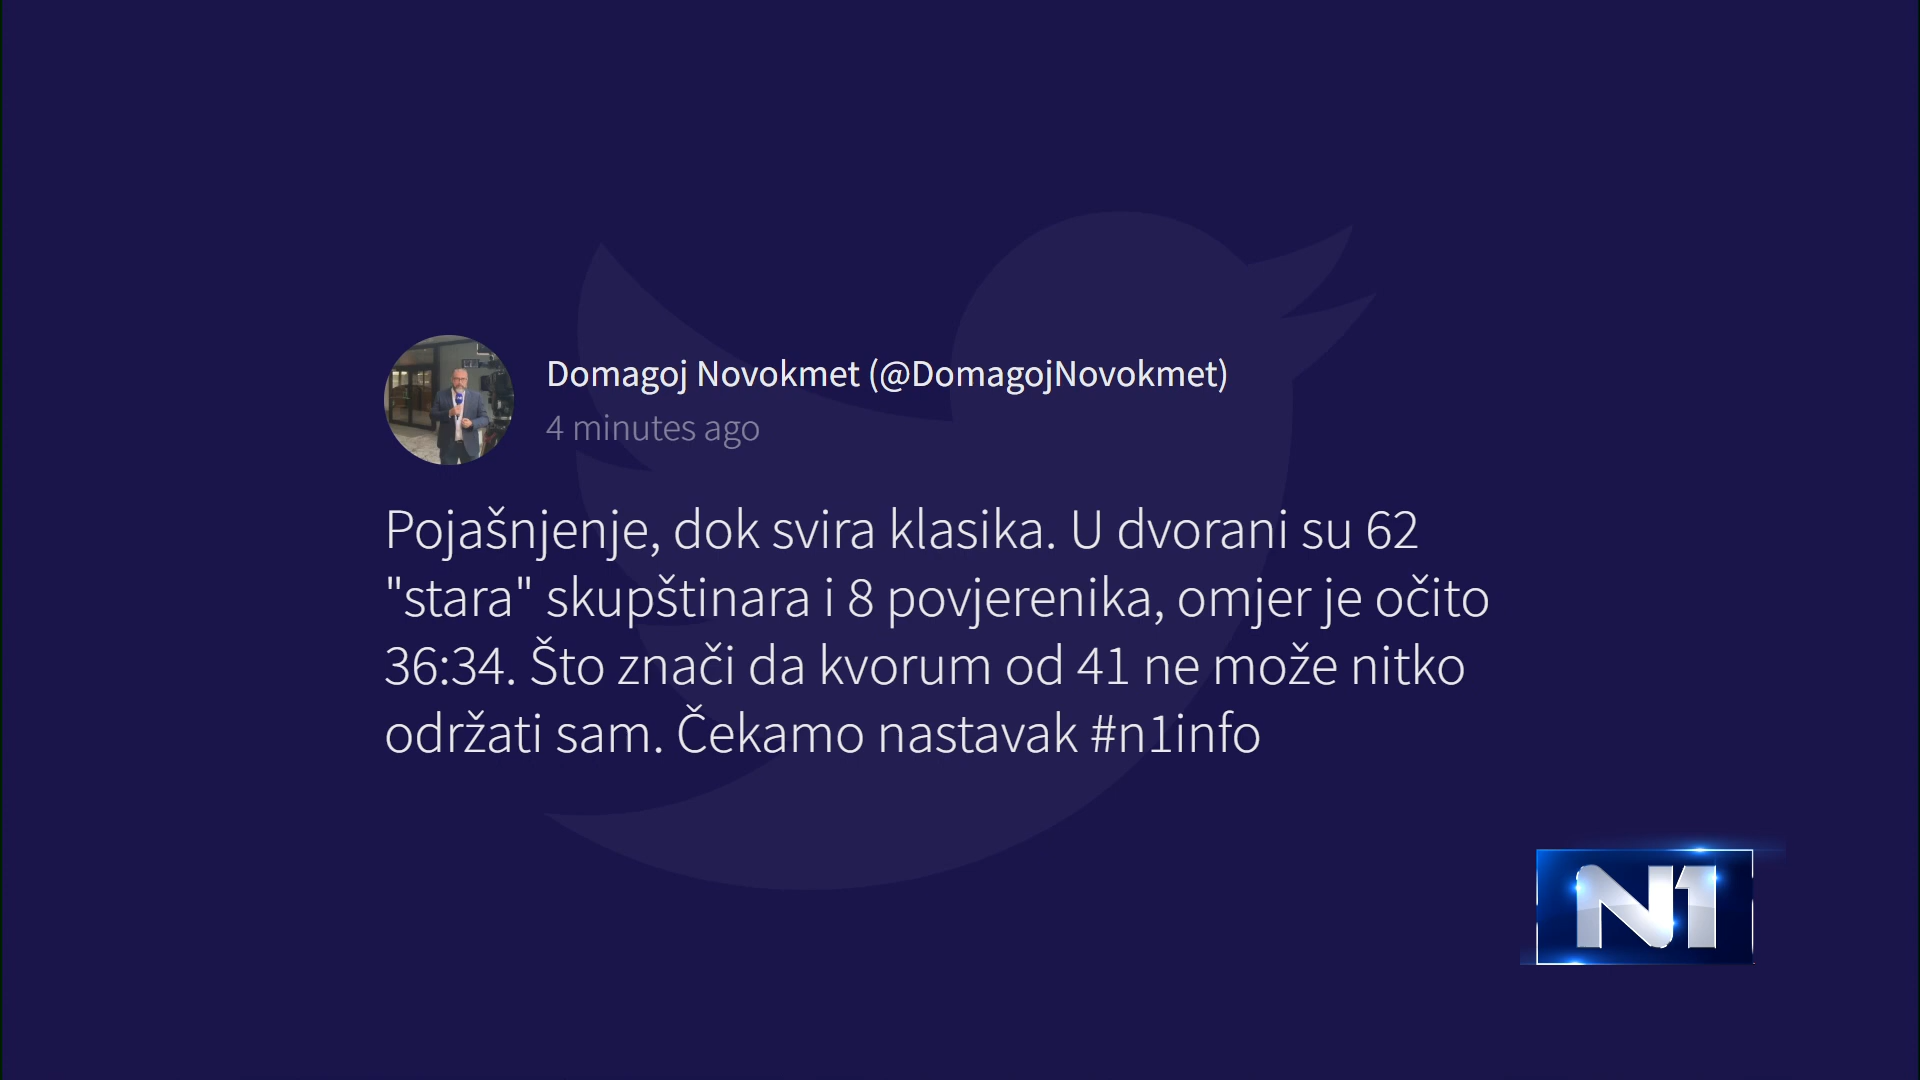 Domagoj Novokmet (@DomagojNovokmet)
4 minutes ago
Pojašnjenje, dok svira klasika. U dvorani su 62
"stara" skupštinara i 8 povjerenika, omjer je očito
36:34. Što znači da kvorum od 41 ne može nitko
održati sam. Čekamo nastavak #n1info
N1